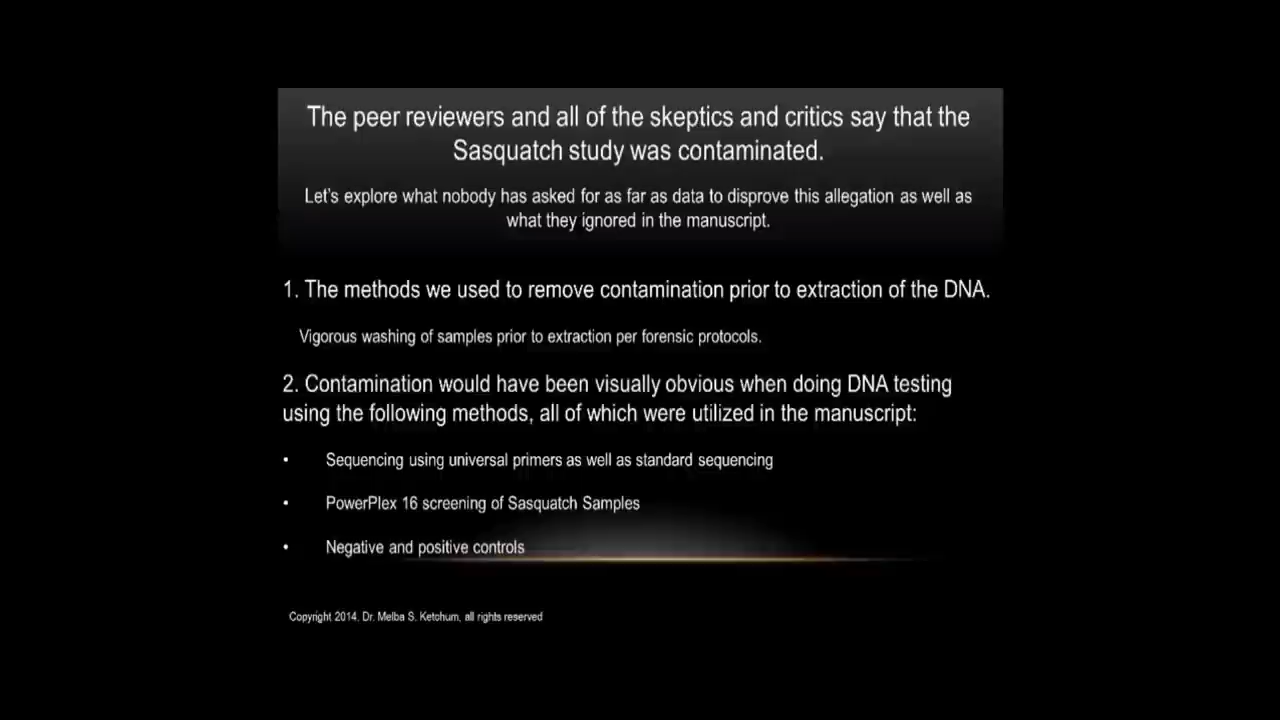 The peer reviewers and all of the skeptics and critics say that the
Sasquatch study was contaminated.
Let's explore what nobody has asked for as far as data to disprove this allegation as well as
what they ignored in the manuscript.
1. The methods we used to remove contamination prior to extraction of the DNA.
Vigorous washing of samples prior to extraction per forensic protocols.
2. Contamination would have been visually obvious when doing DNA testing
using the following methods, all of which were utilized in the manuscript:
• Sequencing using universal primers as well as standard sequencing
• PowerPlex 16 screening of Sasquatch Samples
• Negative and positive controls
Copyright 2014, Dr. Melba S. Ketchum, all rights reserved